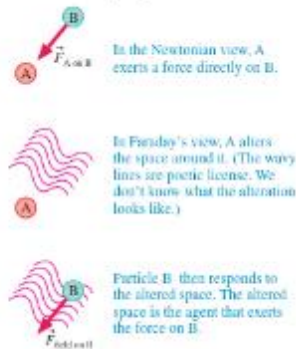 B
F A on B
A
In the Newtonian view, A
exerts a force directly on B.
In Faraday's view, A alters
the space around it. (The wavy
lines are poetic license. We
don't know what the alteration
looks like.)
A
B
Particle B then responds to
the altered space. The altered
space is the agent that exerts
the force on B.
F field on B